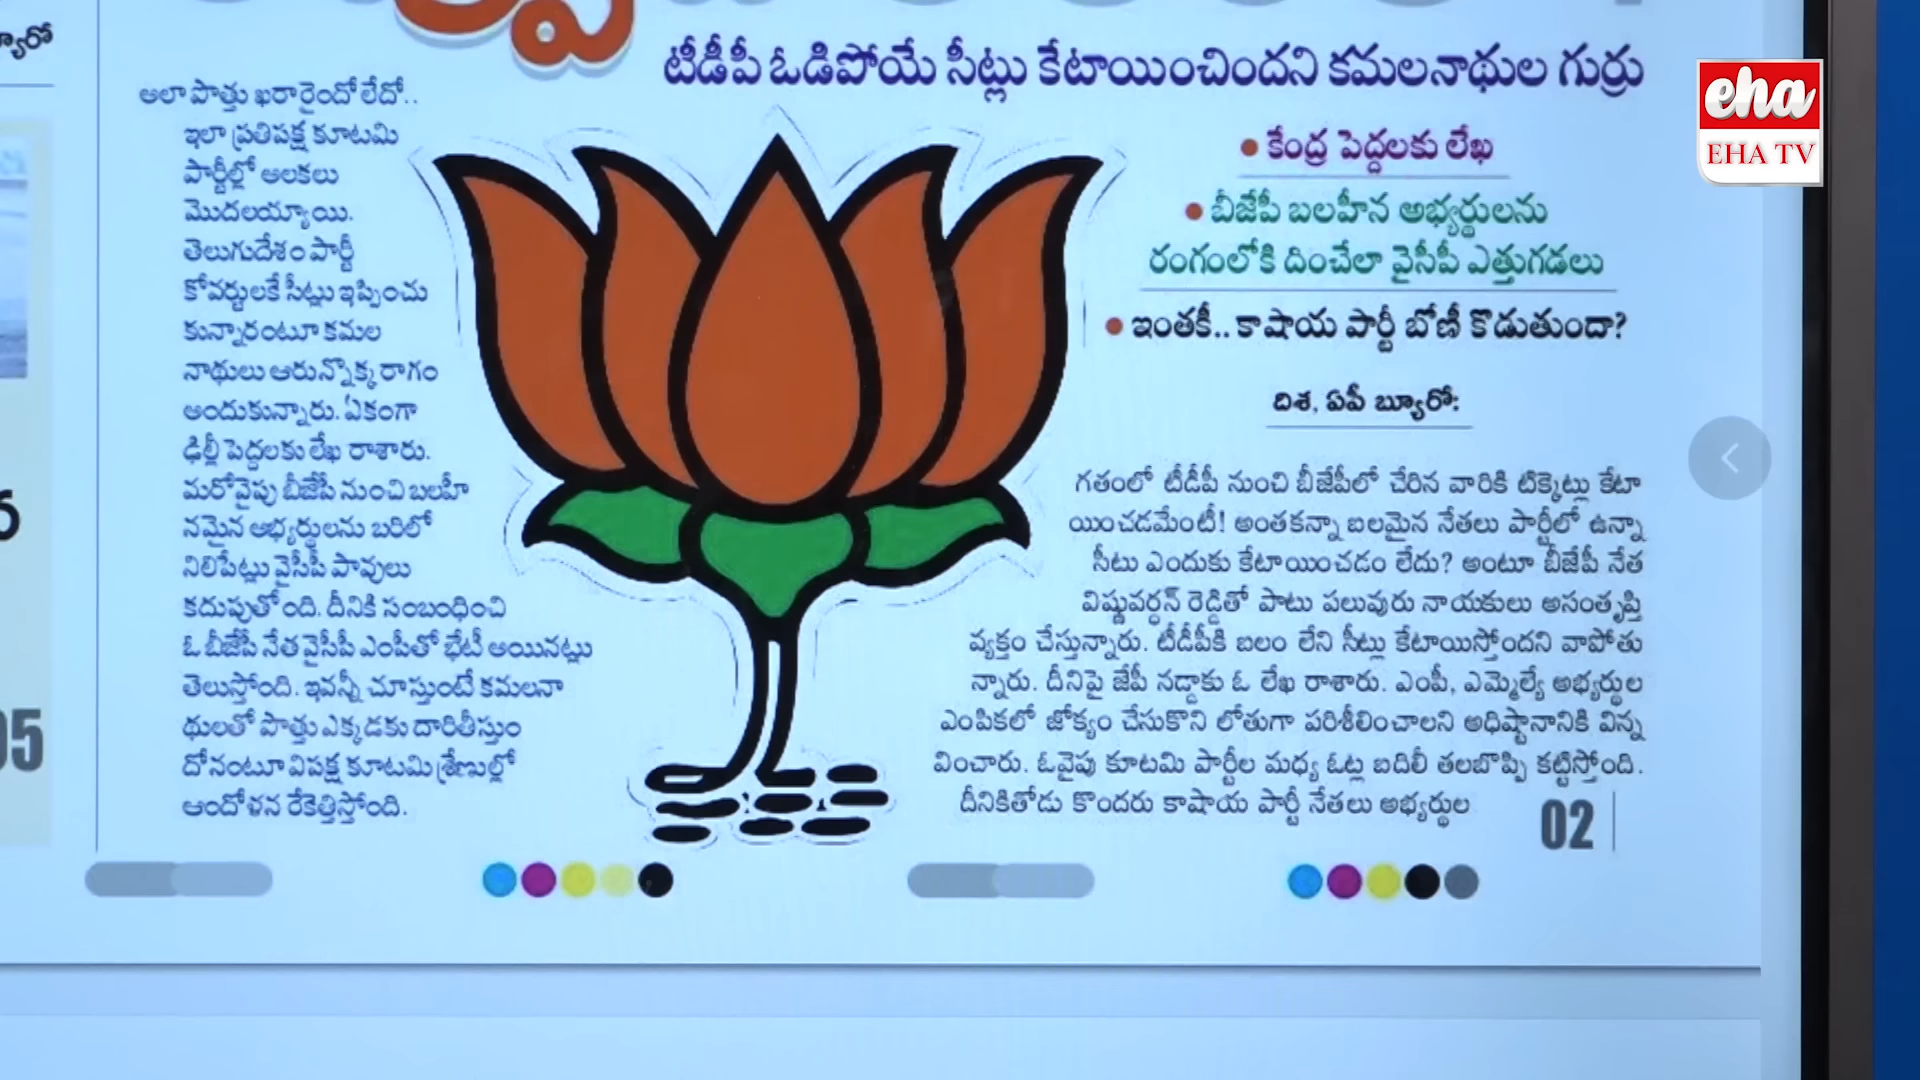 టీడీపీ ఓడిపోయే సీట్లు కేటాయించిందని కమలనాథుల గుర్రు
అలా పొత్తు ఖరారైందో లేదో..
ఇలా ప్రతిపక్ష కూటమి
పార్టీల్లో అలకలు
మొదలయ్యాయి.
తెలుగుదేశం పార్టీ
కోవర్టులకే సీట్లు ఇప్పించు
కున్నారంటూ కమల
నాథులు ఆరున్నొక్క రాగం
అందుకున్నారు. ఏకంగా
ఢిల్లీ పెద్దలకు లేఖ రాశారు.
మరోవైపు బీజేపీ నుంచి బలహీ
నమైన అభ్యర్థులను బరిలో
నిలిపేట్లు వైసీపీ పావులు
కదుపుతోంది. దీనికి సంబంధించి
ఓ బీజేపీ నేత వైసీపీ ఎంపీతో భేటీ అయినట్లు
తెలుస్తోంది. ఇవన్నీ చూస్తుంటే కమలనా
థులతో పొత్తు ఎక్కడకు దారితీస్తుం
దోనంటూ విపక్ష కూటమి శ్రేణుల్లో
ఆందోళన రేకెత్తిస్తోంది.
• కేంద్ర పెద్దలకు లేఖ
• బీజేపీ బలహీన అభ్యర్థులను
రంగంలోకి దించేలా వైసీపీ ఎత్తుగడలు
• ఇంతకీ.. కాషాయ పార్టీ బోణీ కొడుతుందా?
దిశ, ఏపీ బ్యూరో:
గతంలో టీడీపీ నుంచి బీజేపీలో చేరిన వారికి టిక్కెట్లు కేటా
యించడమేంటీ! అంతకన్నా బలమైన నేతలు పార్టీలో ఉన్నా
సీటు ఎందుకు కేటాయించడం లేదు? అంటూ బీజేపీ నేత
విష్ణువర్ధన్ రెడ్డితో పాటు పలువురు నాయకులు అసంతృప్తి
వ్యక్తం చేస్తున్నారు. టీడీపీకి బలం లేని సీట్లు కేటాయిస్తోందని వాపోతు
న్నారు. దీనిపై జేపీ నడ్డాకు ఓ లేఖ రాశారు. ఎంపీ, ఎమ్మెల్యే అభ్యర్థుల
ఎంపికలో జోక్యం చేసుకొని లోతుగా పరిశీలించాలని అధిష్టానానికి విన్న
వించారు. ఓవైపు కూటమి పార్టీల మధ్య ఓట్ల బదిలీ తలబొప్పి కట్టిస్తోంది.
దీనికితోడు కొందరు కాషాయ పార్టీ నేతలు అభ్యర్థుల
02
05
eha
EHA TV